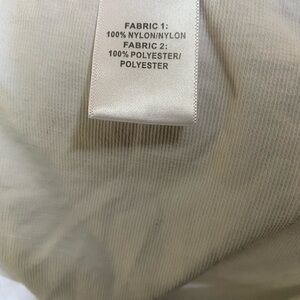 FABRIC 1:
100% NYLON/NYLON
FABRIC 2:
100% POLYESTER/
POLYESTER